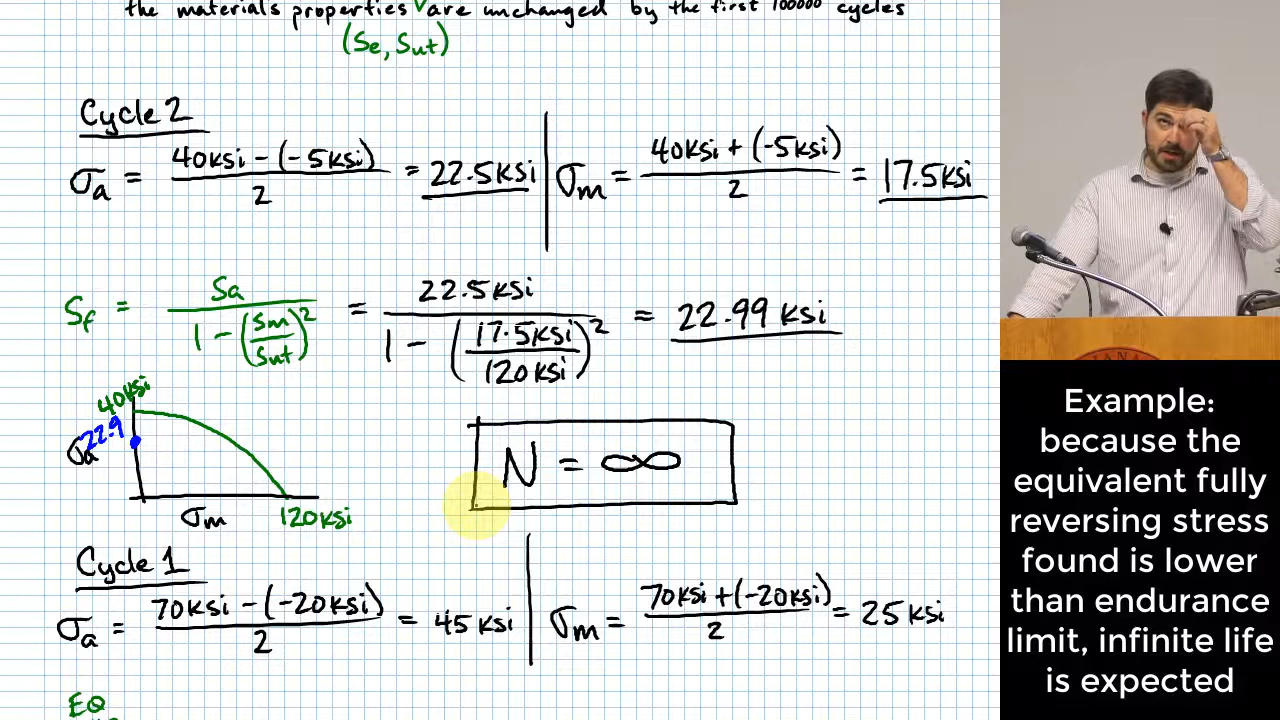 the materials properties are unchanged by the first 100000 cycles
(Se, Sut)
Cycle 2
σa = (40ksi - (-5ksi))/2 = 22.5ksi | σm = (40ksi + (-5ksi))/2 = 17.5ksi
Sf = Sa/(1 - (Sm/Sut)^2) = 22.5ksi/(1 - (17.5ksi/120ksi)^2) = 22.99 ksi
40ksi
22.9
σa
σm
120ksi
N = ∞
Cycle 1
σa = (70ksi - (-20ksi))/2 = 45ksi | σm = (70ksi + (-20ksi))/2 = 25ksi
EQ
Example:
because the
equivalent fully
reversing stress
found is lower
than endurance
limit, infinite life
is expected